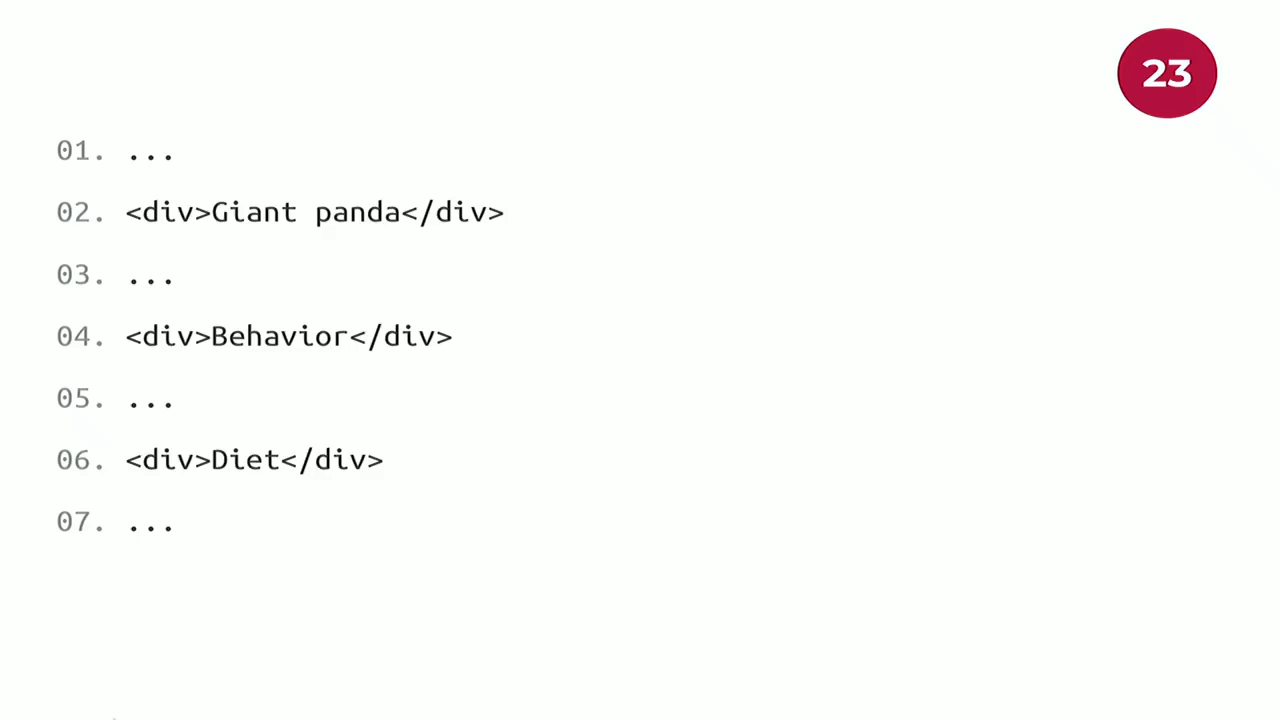 23
01. ...
02. <div>Giant panda</div>
03. ...
04. <div>Behavior</div>
05. ...
06. <div>Diet</div>
07. ...